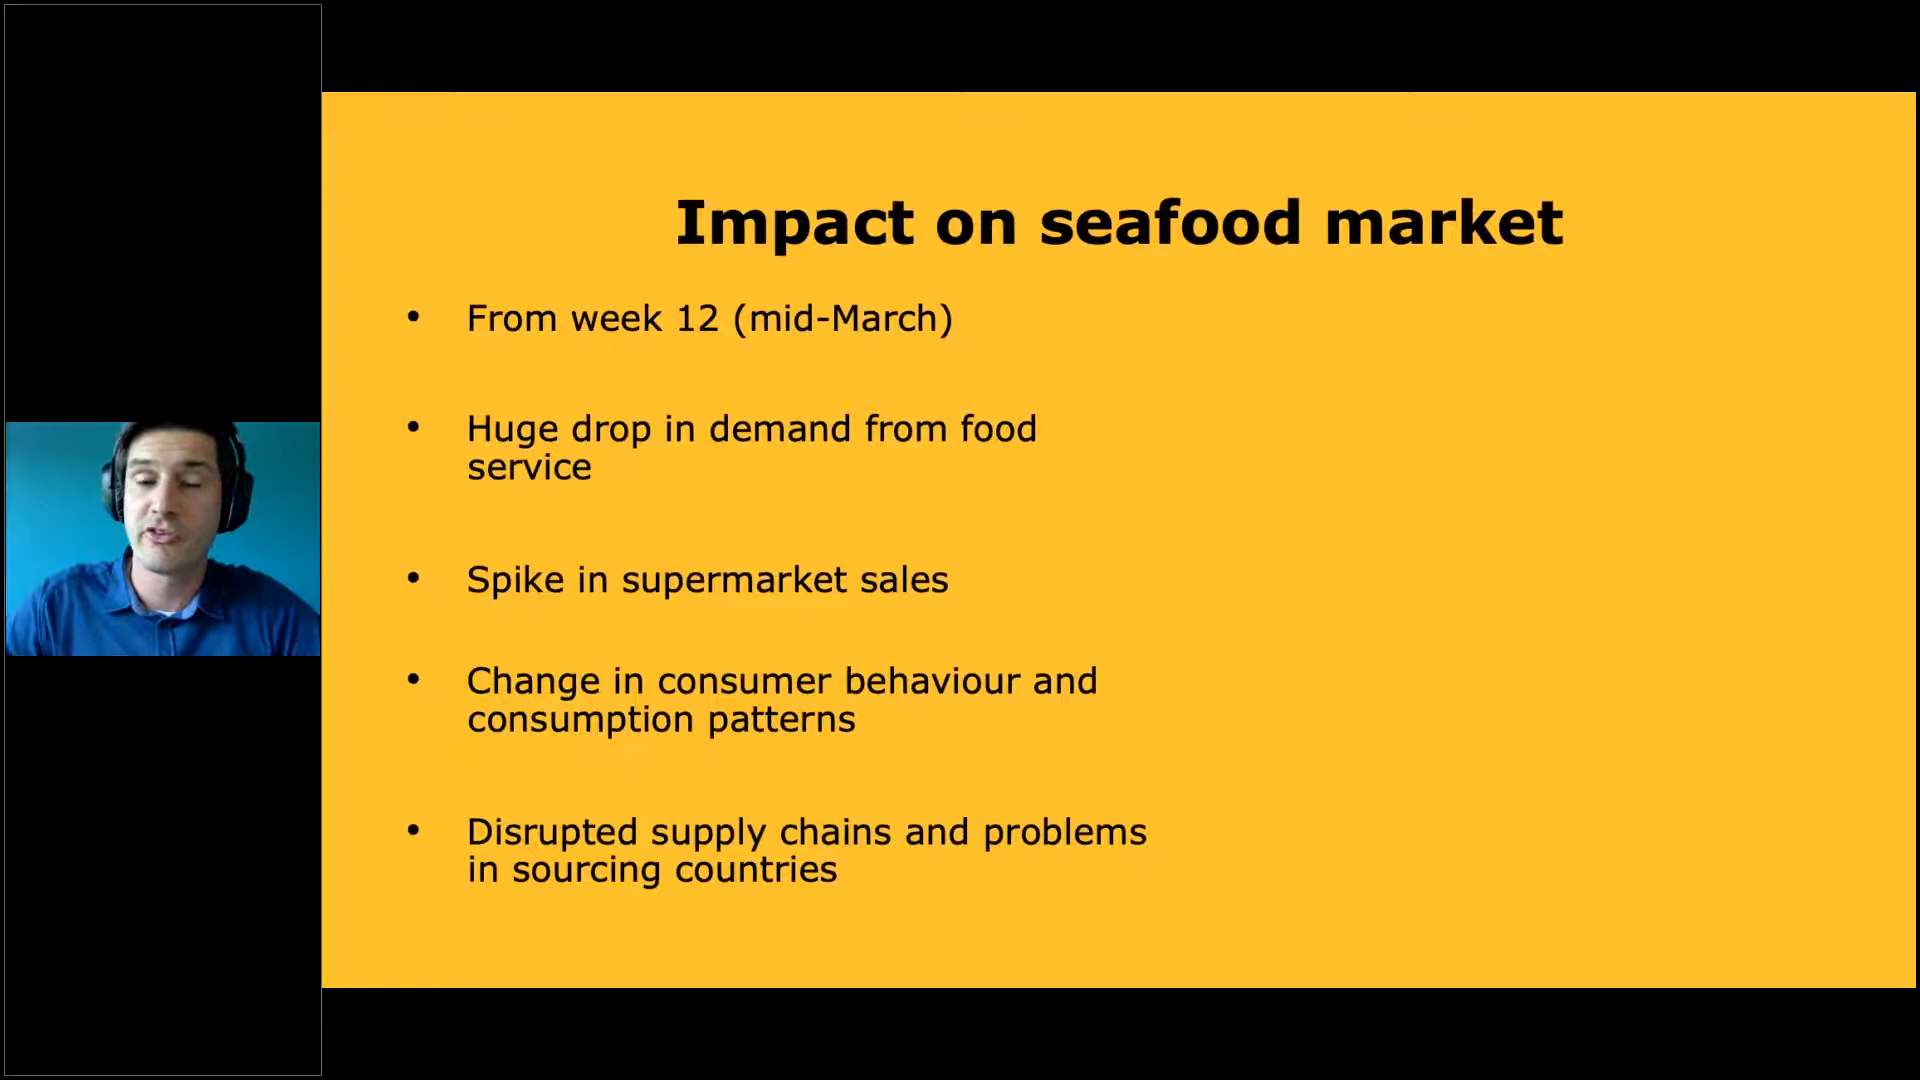 Impact on seafood market
• From week 12 (mid-March)
• Huge drop in demand from food
service
• Spike in supermarket sales
• Change in consumer behaviour and
consumption patterns
• Disrupted supply chains and problems
in sourcing countries